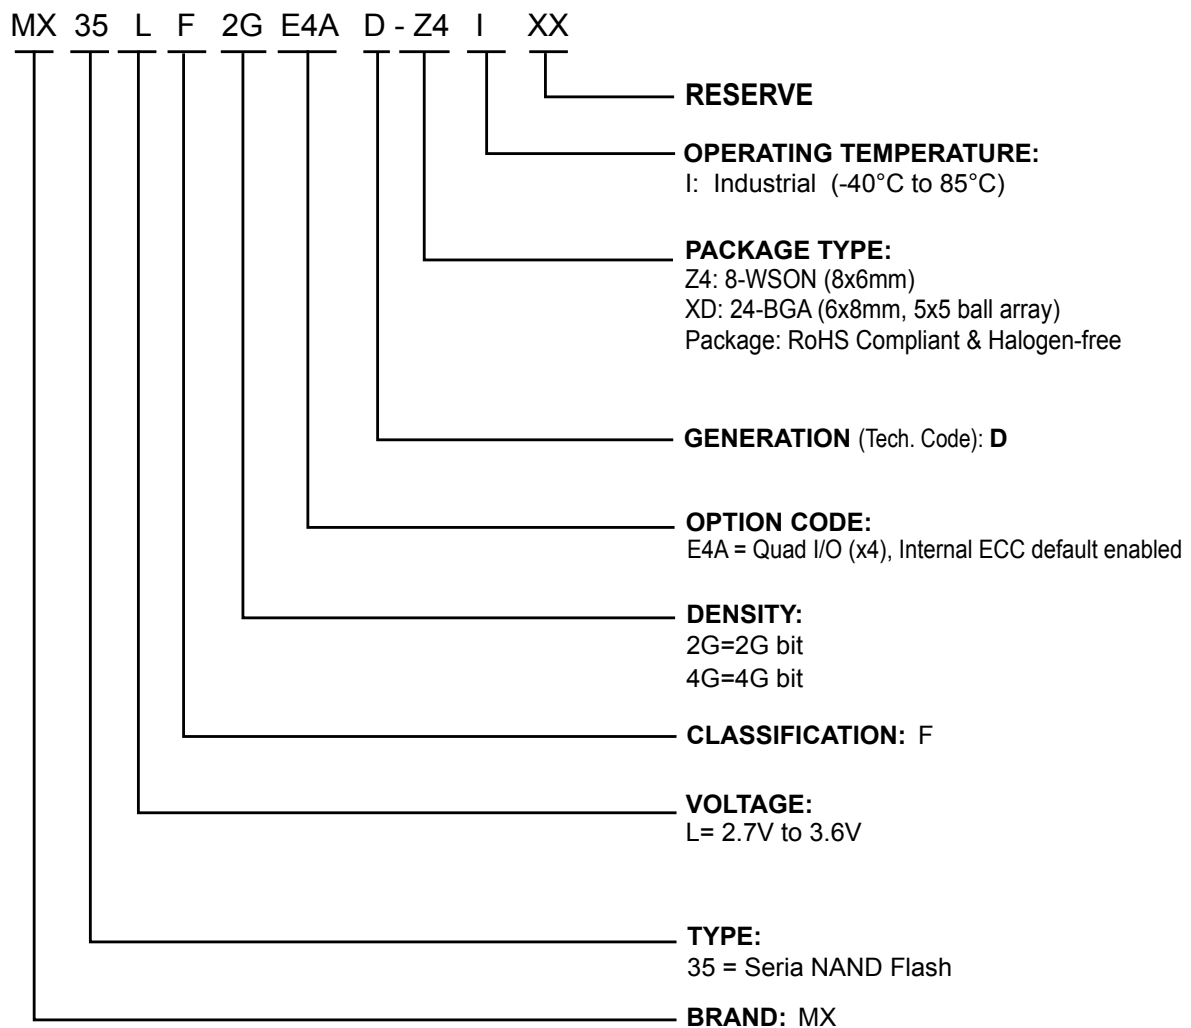 MX 35 L F 2G E4A D - Z4 I XX
RESERVE
OPERATING TEMPERATURE:
I: Industrial (-40°C to 85°C)
PACKAGE TYPE:
Z4: 8-WSON (8x6mm)
XD: 24-BGA (6x8mm, 5x5 ball array)
Package: RoHS Compliant & Halogen-free
GENERATION (Tech. Code): D
OPTION CODE:
E4A = Quad I/O (x4), Internal ECC default enabled
DENSITY:
2G=2G bit
4G=4G bit
CLASSIFICATION: F
VOLTAGE:
L= 2.7V to 3.6V
TYPE:
35 = Seria NAND Flash
BRAND: MX